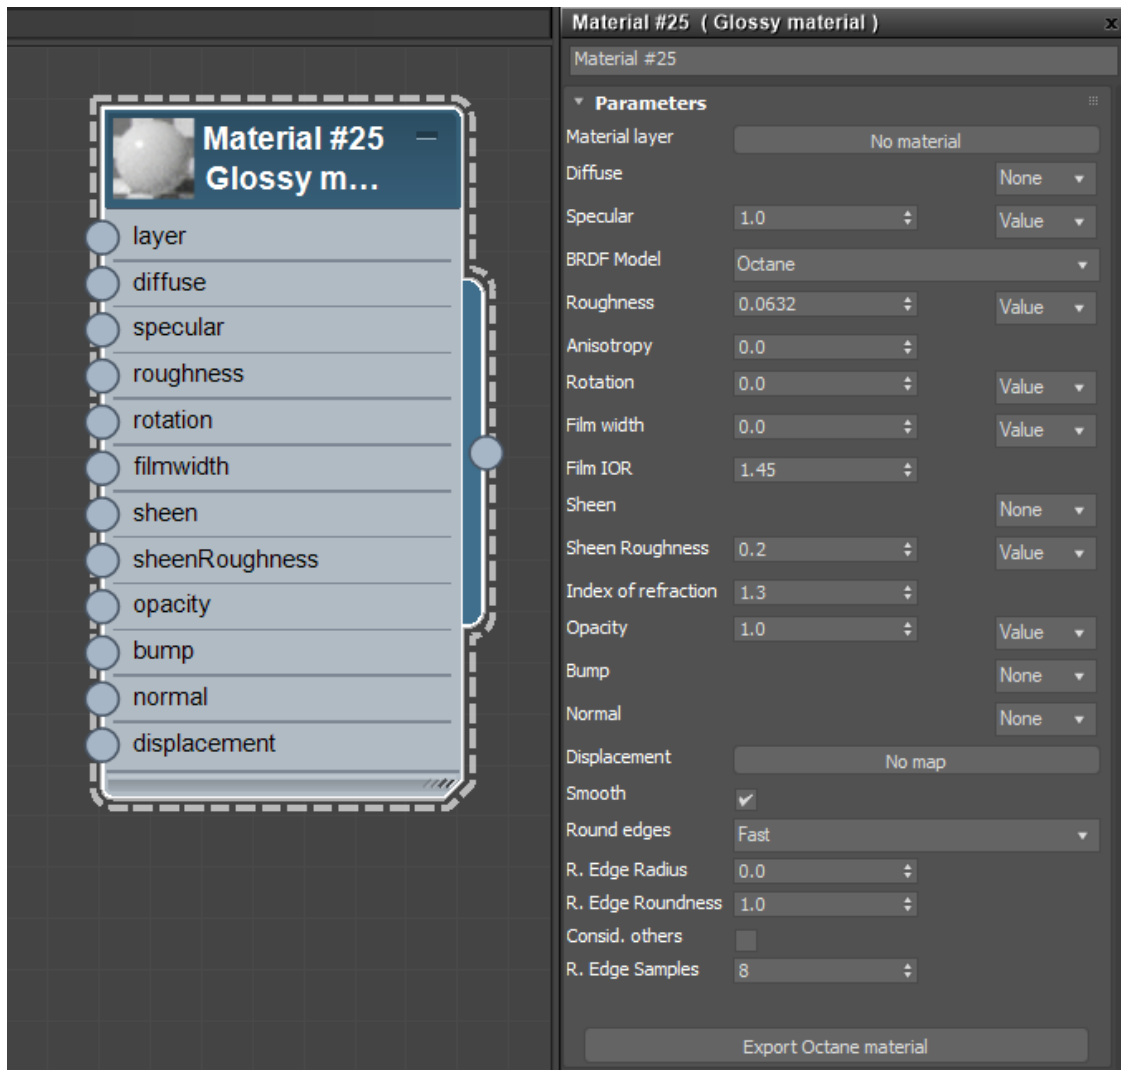 Material #25
Glossy m...
layer
diffuse
specular
roughness
rotation
filmwidth
sheen
sheenRoughness
opacity
bump
normal
displacement
Material #25 ( Glossy material ) x
Material #25
Parameters
Material layer No material
Diffuse None
Specular 1.0 Value
BRDF Model Octane
Roughness 0.0632 Value
Anisotropy 0.0
Rotation 0.0 Value
Film width 0.0 Value
Film IOR 1.45
Sheen None
Sheen Roughness 0.2 Value
Index of refraction 1.3
Opacity 1.0 Value
Bump None
Normal None
Displacement No map
Smooth
Round edges Fast
R. Edge Radius 0.0
R. Edge Roundness 1.0
Consid. others
R. Edge Samples 8
Export Octane material